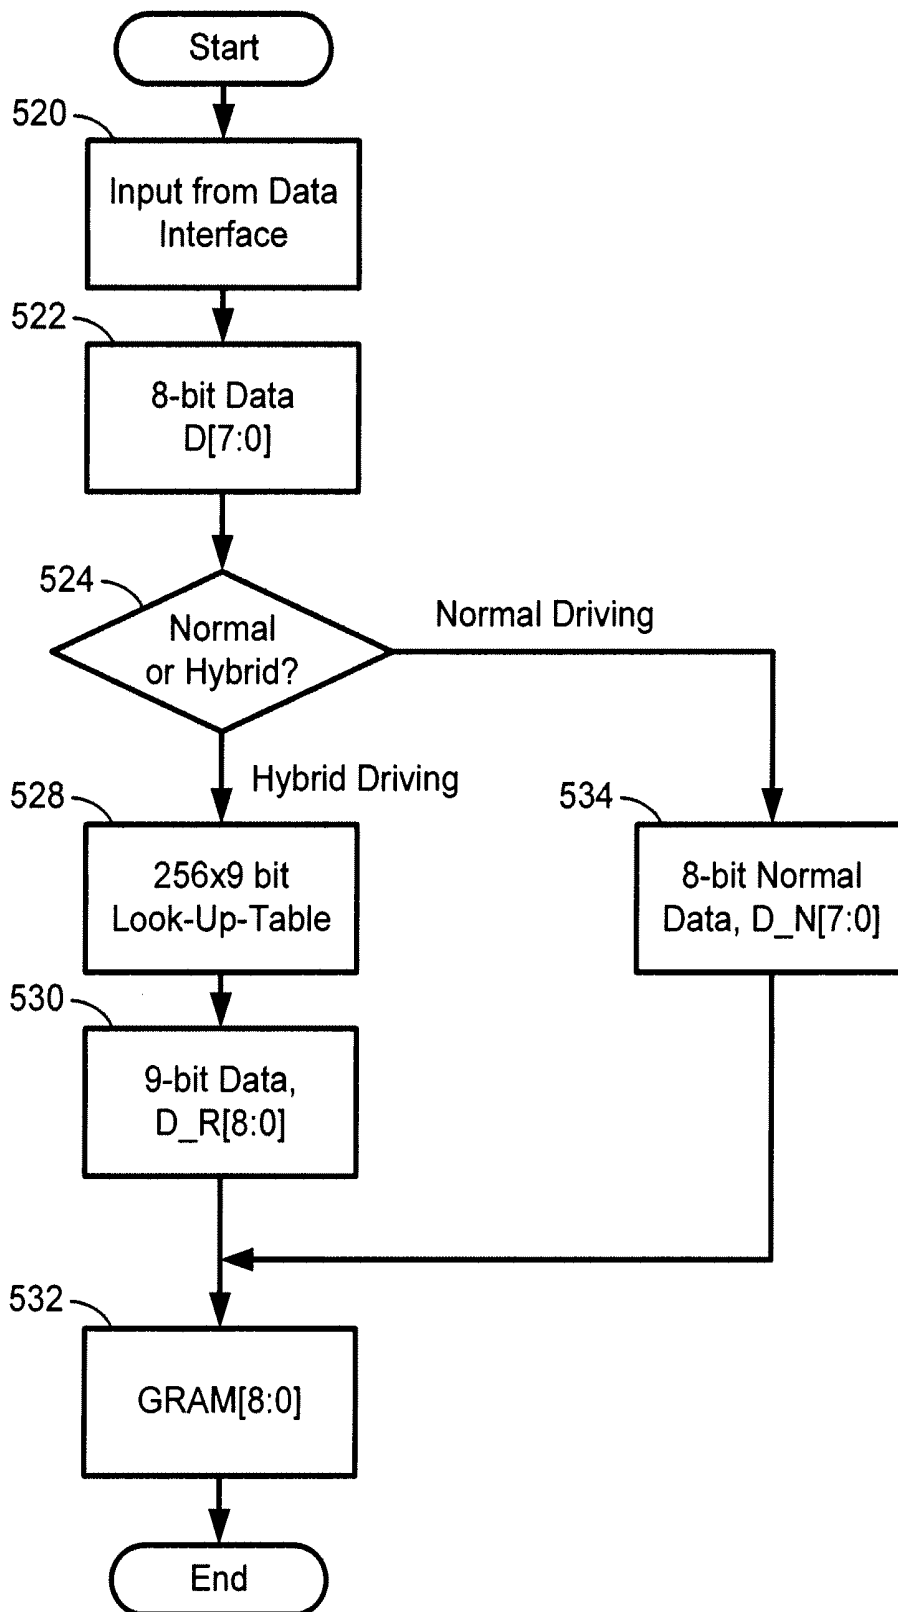 Start
520
Input from Data
Interface
522
8-bit Data
D[7:0]
524
Normal
or Hybrid?
Normal Driving
Hybrid Driving
528
256x9 bit
Look-Up-Table
534
8-bit Normal
Data, D_N[7:0]
530
9-bit Data,
D_R[8:0]
532
GRAM[8:0]
End